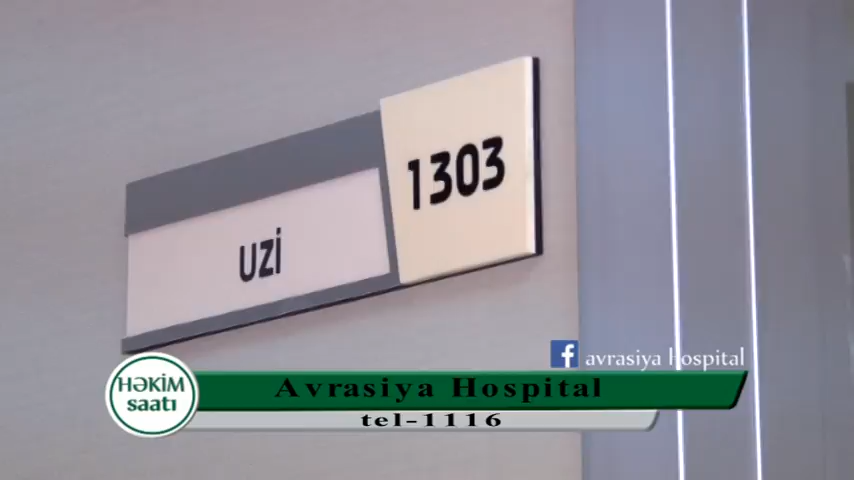 1303
UZİ
avrasiya hospital
HƏKİM
saatı
Avrasiya Hospital
tel-1116